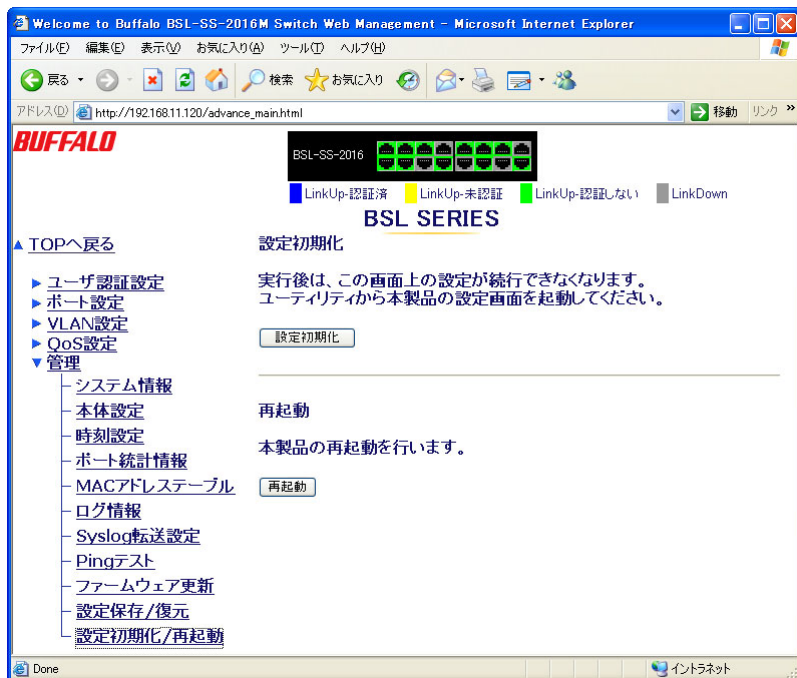 Welcome to Buffalo BSL-SS-2016M Switch Web Management - Microsoft Internet Explorer
ファイル(F) 編集(E) 表示(V) お気に入り(A) ツール(T) ヘルプ(H)
戻る 検索 お気に入り
アドレス(D) http://192.168.11.120/advance_main.html 移動 リンク »
BUFFALO
BSL-SS-2016
LinkUp-認証済 LinkUp-未認証 LinkUp-認証しない LinkDown
BSL SERIES
TOPへ戻る
ユーザ認証設定
ポート設定
VLAN設定
QoS設定
管理
システム情報
本体設定
時刻設定
ポート統計情報
MACアドレステーブル
ログ情報
Syslog転送設定
Pingテスト
ファームウェア更新
設定保存/復元
設定初期化/再起動
設定初期化
実行後は、この画面上の設定が続行できなくなります。
ユーティリティから本製品の設定画面を起動してください。
設定初期化
再起動
本製品の再起動を行います。
再起動
Done イントラネット